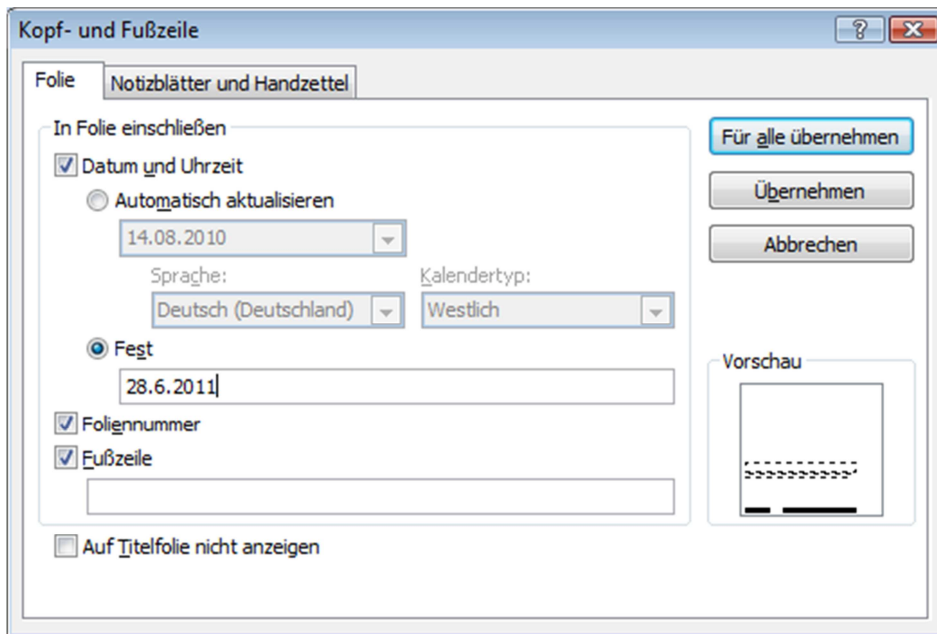 Kopf- und Fußzeile
Folie Notizblätter und Handzettel
In Folie einschließen
Für alle übernehmen
Datum und Uhrzeit
Übernehmen
Automatisch aktualisieren
14.08.2010
Abbrechen
Sprache: Kalendertyp:
Deutsch (Deutschland) Westlich
Fest
Vorschau
28.6.2011
Foliennummer
Fußzeile
Auf Titelfolie nicht anzeigen